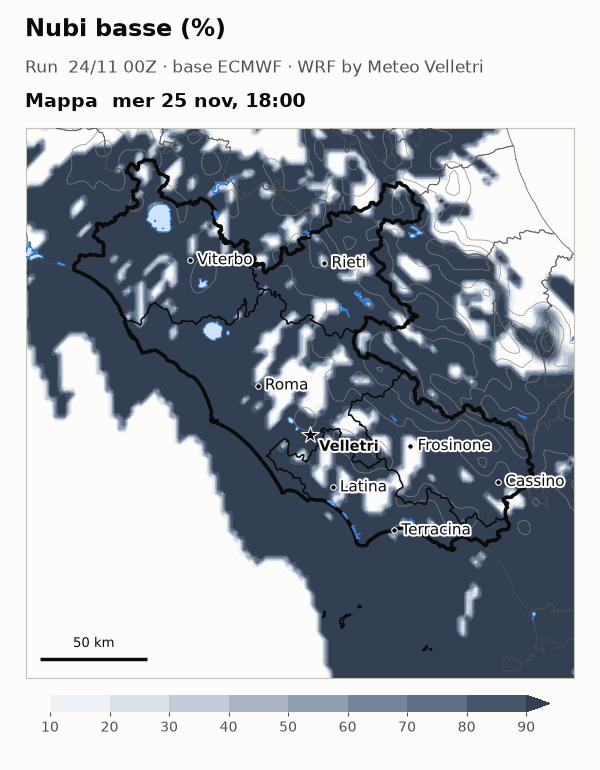 Nubi basse (%)
Run 24/11 00Z · base ECMWF · WRF by Meteo Velletri
Mappa mer 25 nov, 18:00
Viterbo
Rieti
Roma
Velletri
Frosinone
Latina
Cassino
Terracina
50 km
10 20 30 40 50 60 70 80 90